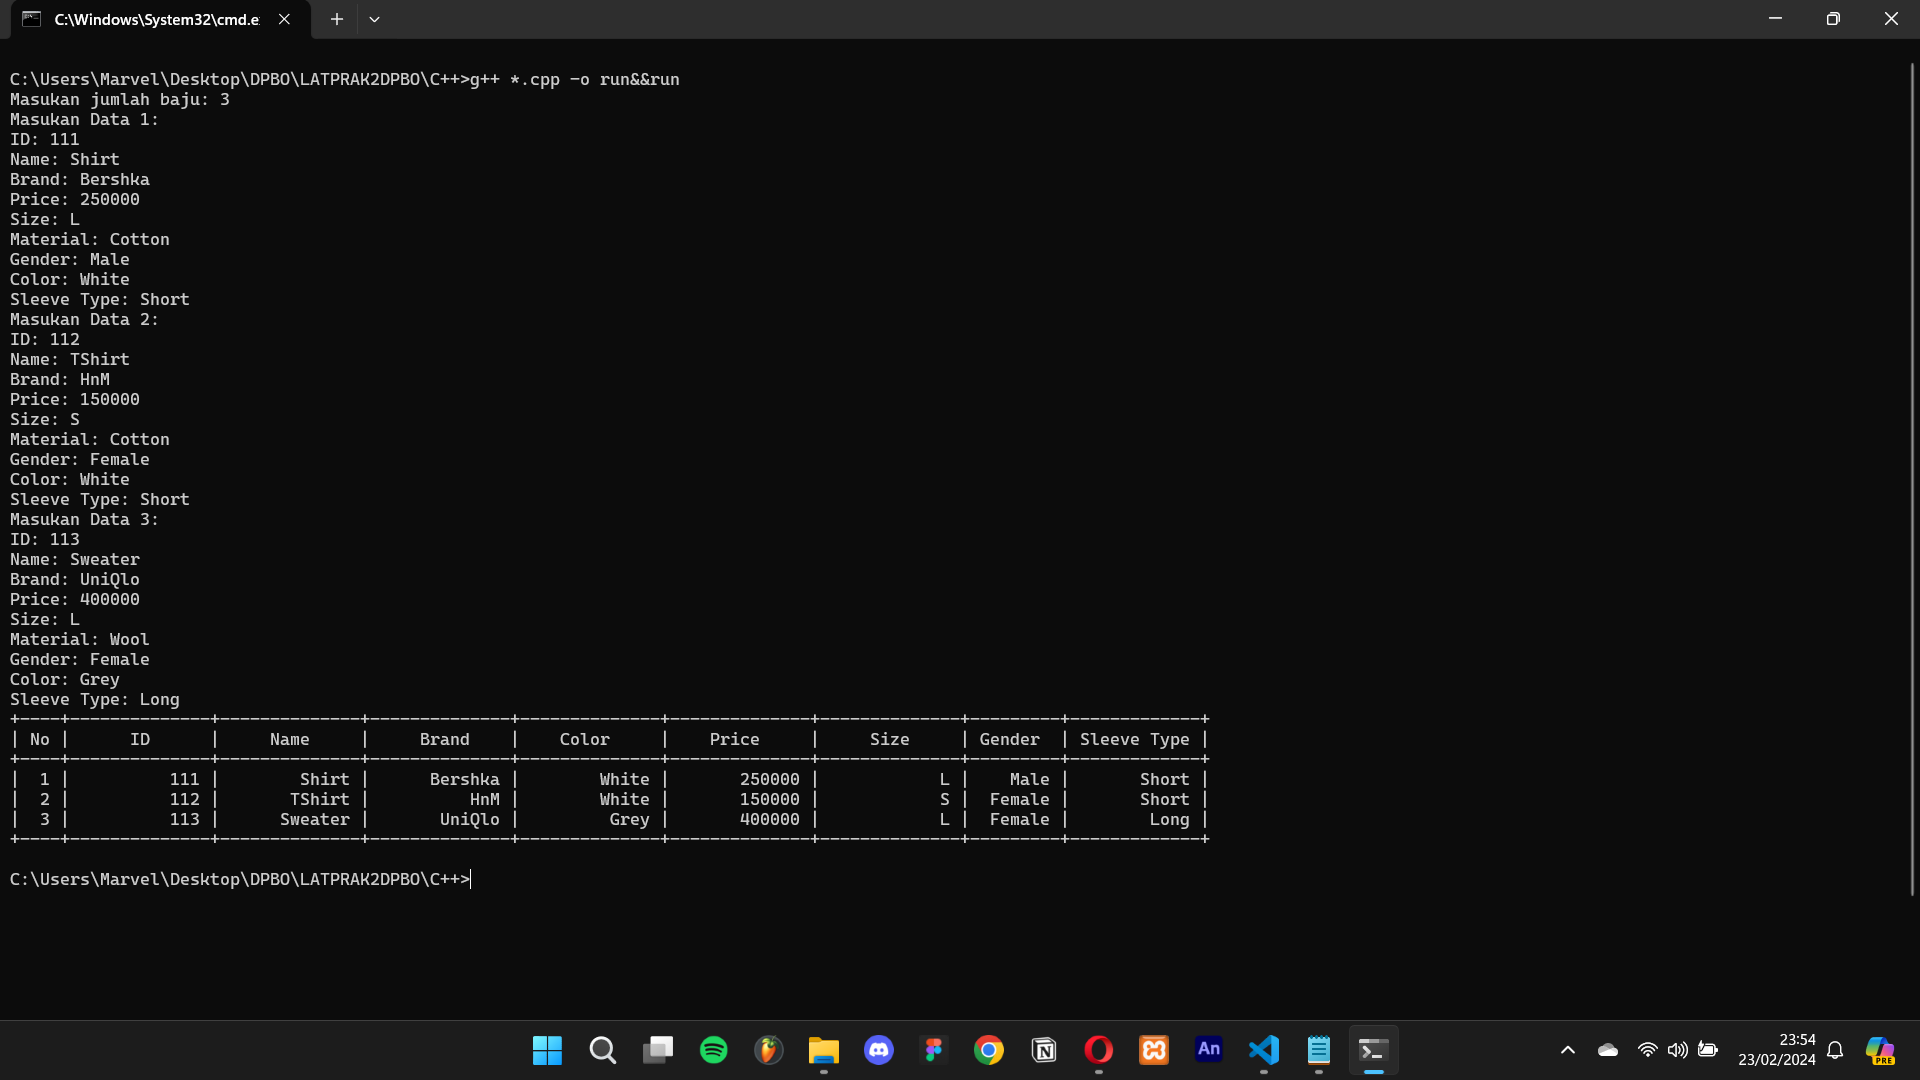 C:\Windows\System32\cmd.e
C:\Users\Marvel\Desktop\DPBO\LATPRAK2DPBO\C++>g++ *.cpp -o run&&run
Masukan jumlah baju: 3
Masukan Data 1:
ID: 111
Name: Shirt
Brand: Bershka
Price: 250000
Size: L
Material: Cotton
Gender: Male
Color: White
Sleeve Type: Short
Masukan Data 2:
ID: 112
Name: TShirt
Brand: HnM
Price: 150000
Size: S
Material: Cotton
Gender: Female
Color: White
Sleeve Type: Short
Masukan Data 3:
ID: 113
Name: Sweater
Brand: UniQlo
Price: 400000
Size: L
Material: Wool
Gender: Female
Color: Grey
Sleeve Type: Long
+----+--------------+--------------+--------------+--------------+--------------+--------------+---------+-------------+
| No |      ID      |     Name     |     Brand    |    Color     |    Price     |     Size     | Gender  | Sleeve Type |
+----+--------------+--------------+--------------+--------------+--------------+--------------+---------+-------------+
|  1 |          111 |        Shirt |      Bershka |        White |       250000 |            L |    Male |       Short |
|  2 |          112 |       TShirt |          HnM |        White |       150000 |            S |  Female |       Short |
|  3 |          113 |      Sweater |       UniQlo |         Grey |       400000 |            L |  Female |        Long |
+----+--------------+--------------+--------------+--------------+--------------+--------------+---------+-------------+
C:\Users\Marvel\Desktop\DPBO\LATPRAK2DPBO\C++>
An
23:54
23/02/2024
PRE